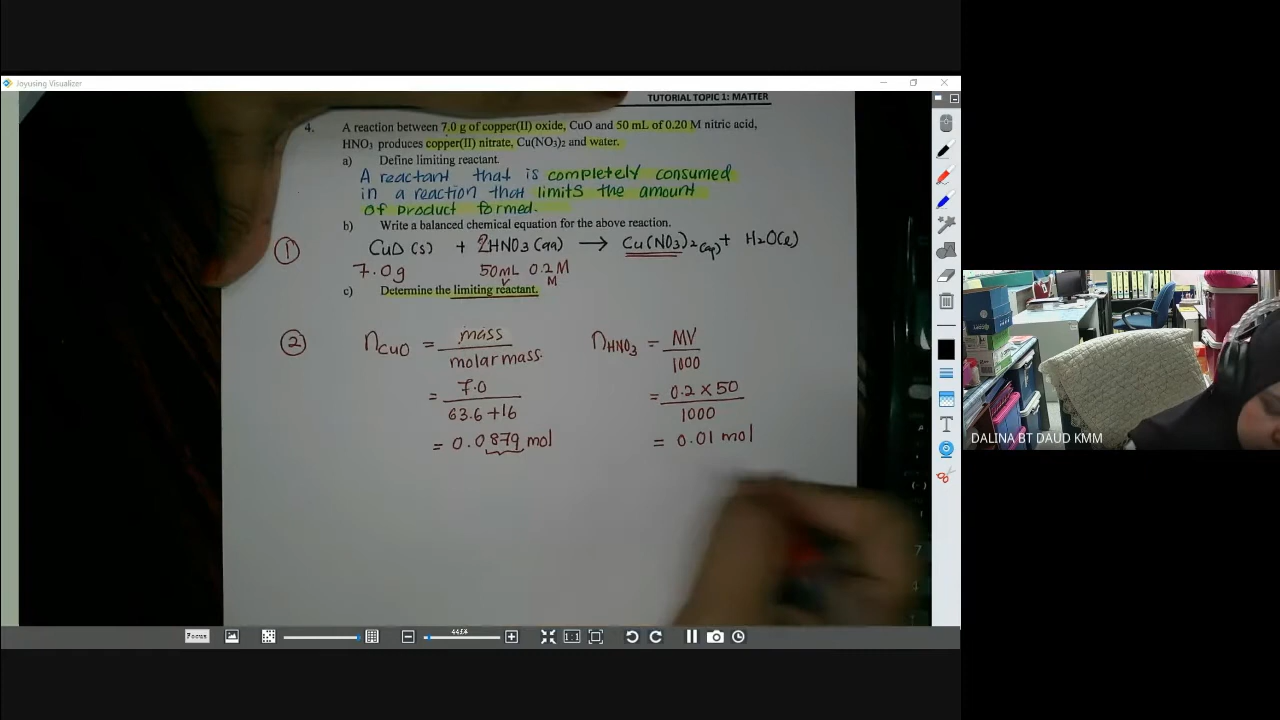 Joyusing Visualizer
TUTORIAL TOPIC 1: MATTER
4. A reaction between 7.0 g of copper(II) oxide, CuO and 50 mL of 0.20 M nitric acid,
HNO3 produces copper(II) nitrate, Cu(NO3)2 and water.
a) Define limiting reactant.
A reactant that is completely consumed
in a reaction that limits the amount
of product formed.
b) Write a balanced chemical equation for the above reaction.
① CuO (s) + 2HNO3 (aq) → Cu(NO3)2 (aq) + H2O(l)
7.0g 50mL 0.2M
V M
c) Determine the limiting reactant.
② nCuO = mass / molar mass
nHNO3 = MV / 1000
= 7.0 / 63.6 + 16
= 0.2 x 50 / 1000
= 0.0879 mol
= 0.01 mol
DALINA BT DAUD KMM
Focus
1:1
T